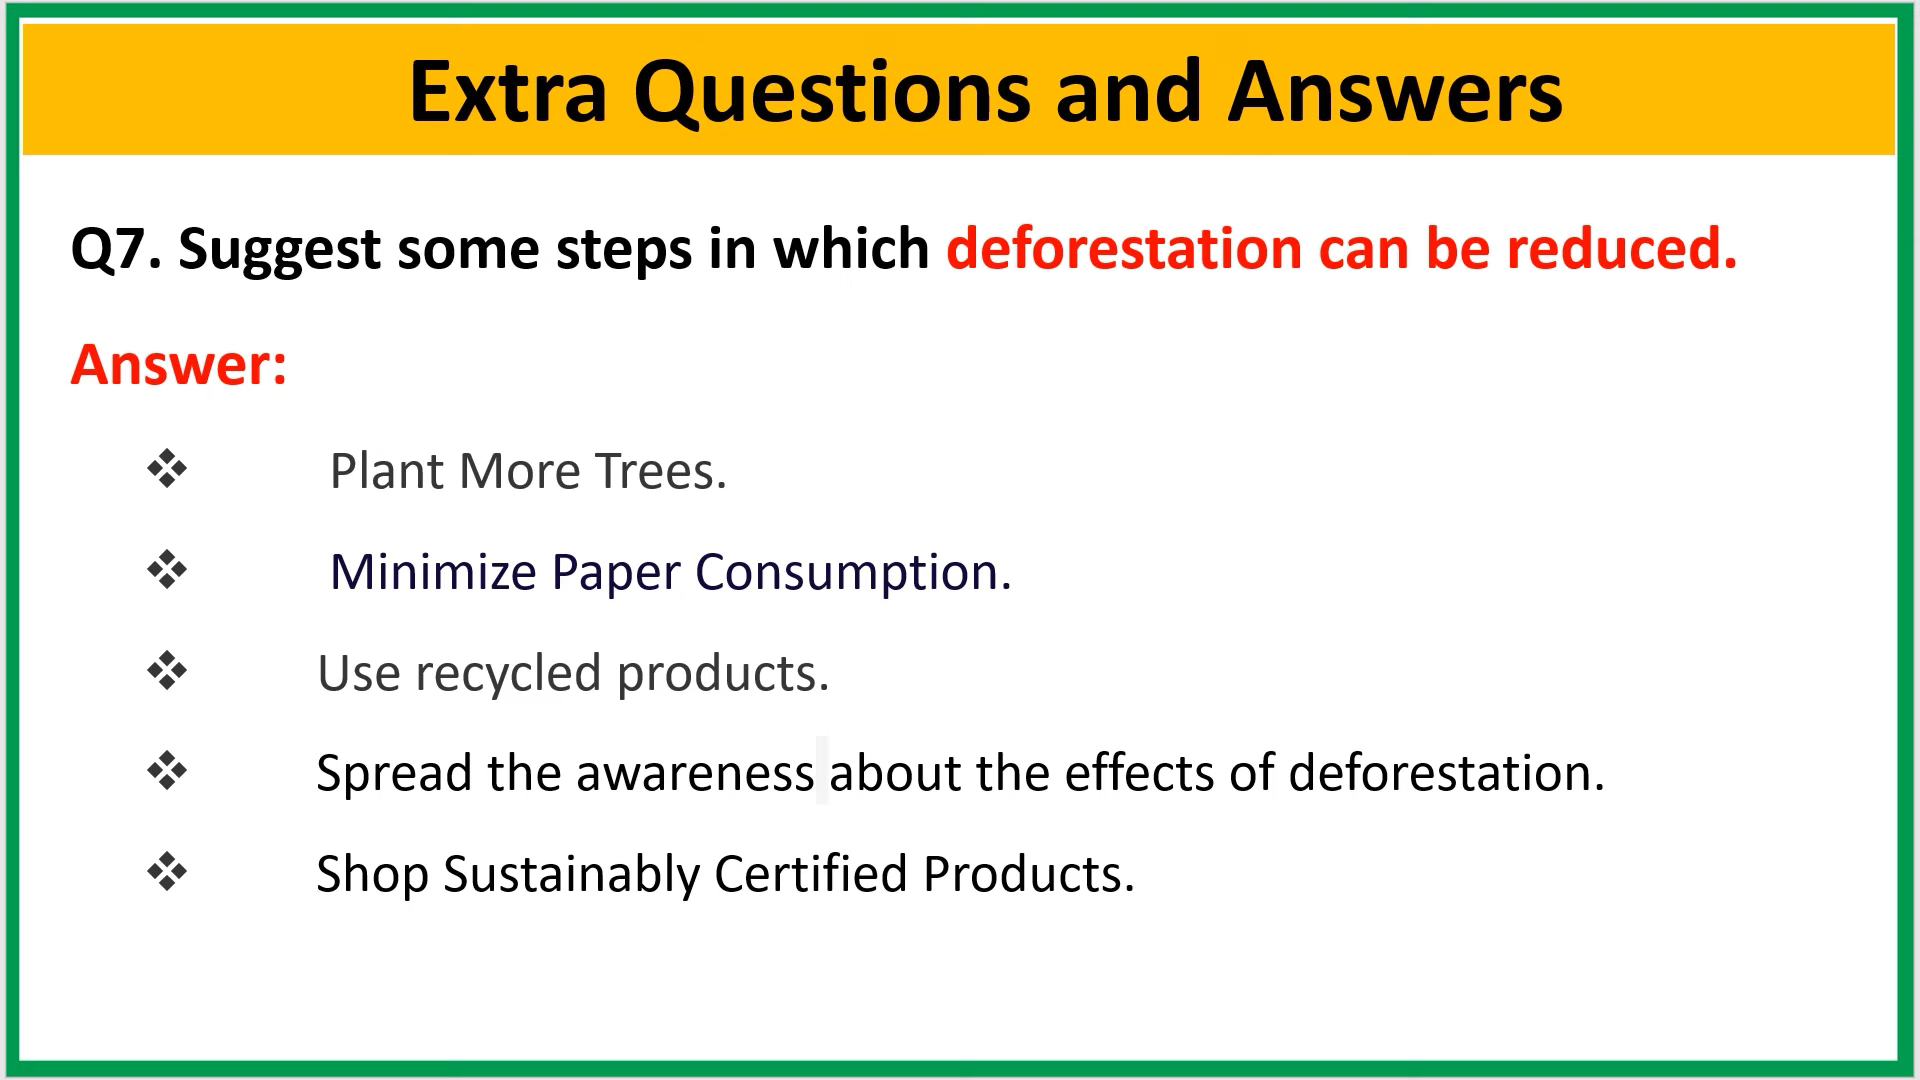 Extra Questions and Answers
Q7. Suggest some steps in which deforestation can be reduced.
Answer:
❖ Plant More Trees.
❖ Minimize Paper Consumption.
❖ Use recycled products.
❖ Spread the awareness about the effects of deforestation.
❖ Shop Sustainably Certified Products.